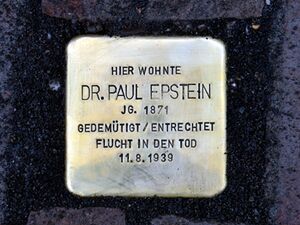 HIER WOHNTE
DR. PAUL EPSTEIN
JG. 1871
GEDEMÜTIGT / ENTRECHTET
FLUCHT IN DEN TOD
11.8.1939